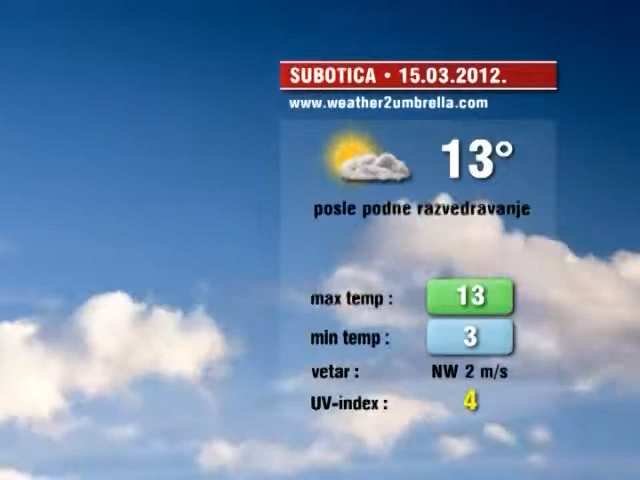 SUBOTICA • 15.03.2012.
www.weather2umbrella.com
13°
posle podne razvedravanje
max temp : 13
min temp : 3
vetar : NW 2 m/s
UV-index : 4